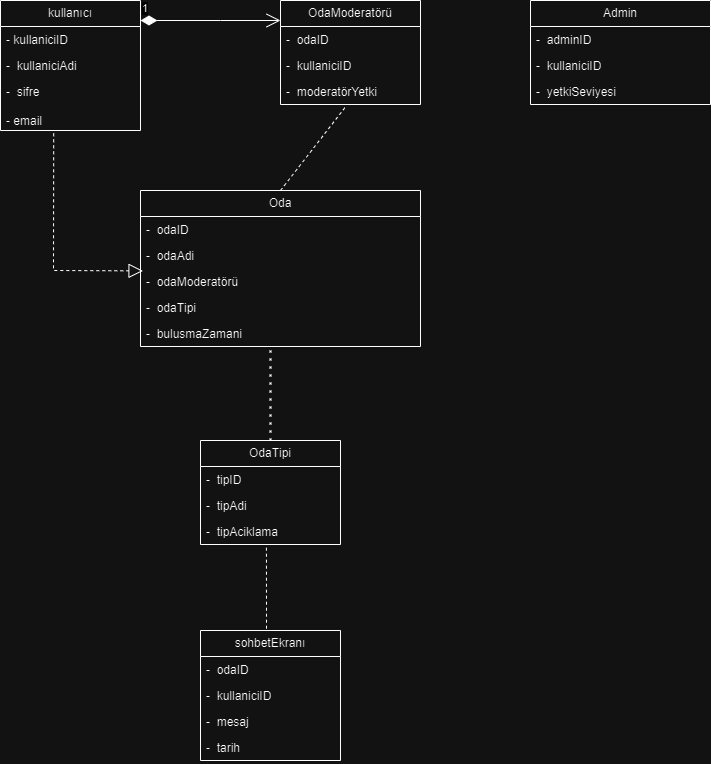 kullanıcı
- kullaniciID
- kullaniciAdi
- sifre
- email
1
OdaModeratörü
- odaID
- kullaniciID
- moderatörYetki
Admin
- adminID
- kullaniciID
- yetkiSeviyesi
Oda
- odaID
- odaAdi
- odaModeratörü
- odaTipi
- bulusmaZamani
OdaTipi
- tipID
- tipAdi
- tipAciklama
sohbetEkranı
- odaID
- kullaniciID
- mesaj
- tarih